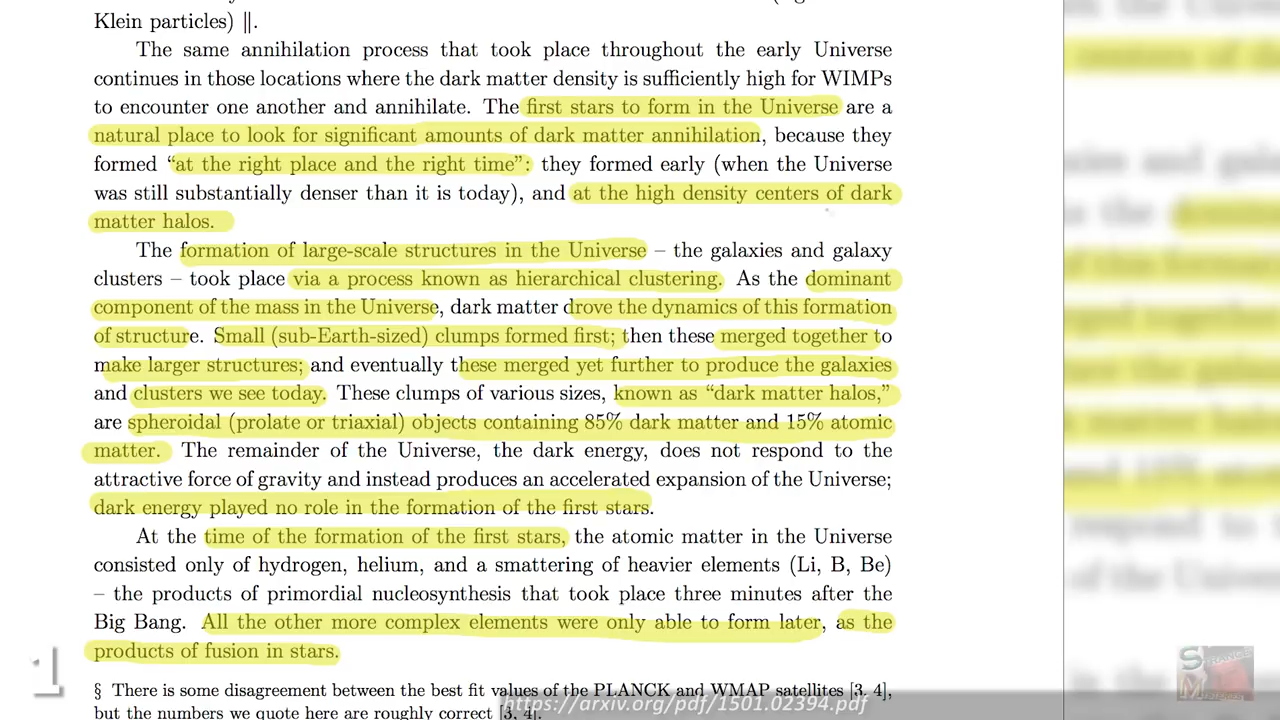 Klein particles) ∥.
The same annihilation process that took place throughout the early Universe
continues in those locations where the dark matter density is sufficiently high for WIMPs
to encounter one another and annihilate. The first stars to form in the Universe are a
natural place to look for significant amounts of dark matter annihilation, because they
formed “at the right place and the right time”: they formed early (when the Universe
was still substantially denser than it is today), and at the high density centers of dark
matter halos.
The formation of large-scale structures in the Universe – the galaxies and galaxy
clusters – took place via a process known as hierarchical clustering. As the dominant
component of the mass in the Universe, dark matter drove the dynamics of this formation
of structure. Small (sub-Earth-sized) clumps formed first; then these merged together to
make larger structures; and eventually these merged yet further to produce the galaxies
and clusters we see today. These clumps of various sizes, known as “dark matter halos,”
are spheroidal (prolate or triaxial) objects containing 85% dark matter and 15% atomic
matter. The remainder of the Universe, the dark energy, does not respond to the
attractive force of gravity and instead produces an accelerated expansion of the Universe;
dark energy played no role in the formation of the first stars.
At the time of the formation of the first stars, the atomic matter in the Universe
consisted only of hydrogen, helium, and a smattering of heavier elements (Li, B, Be)
– the products of primordial nucleosynthesis that took place three minutes after the
Big Bang. All the other more complex elements were only able to form later, as the
products of fusion in stars.
§ There is some disagreement between the best fit values of the PLANCK and WMAP satellites [3, 4],
but the numbers we quote here are roughly correct [3, 4].
1
https://arxiv.org/pdf/1501.02394.pdf
S STRANGE
M